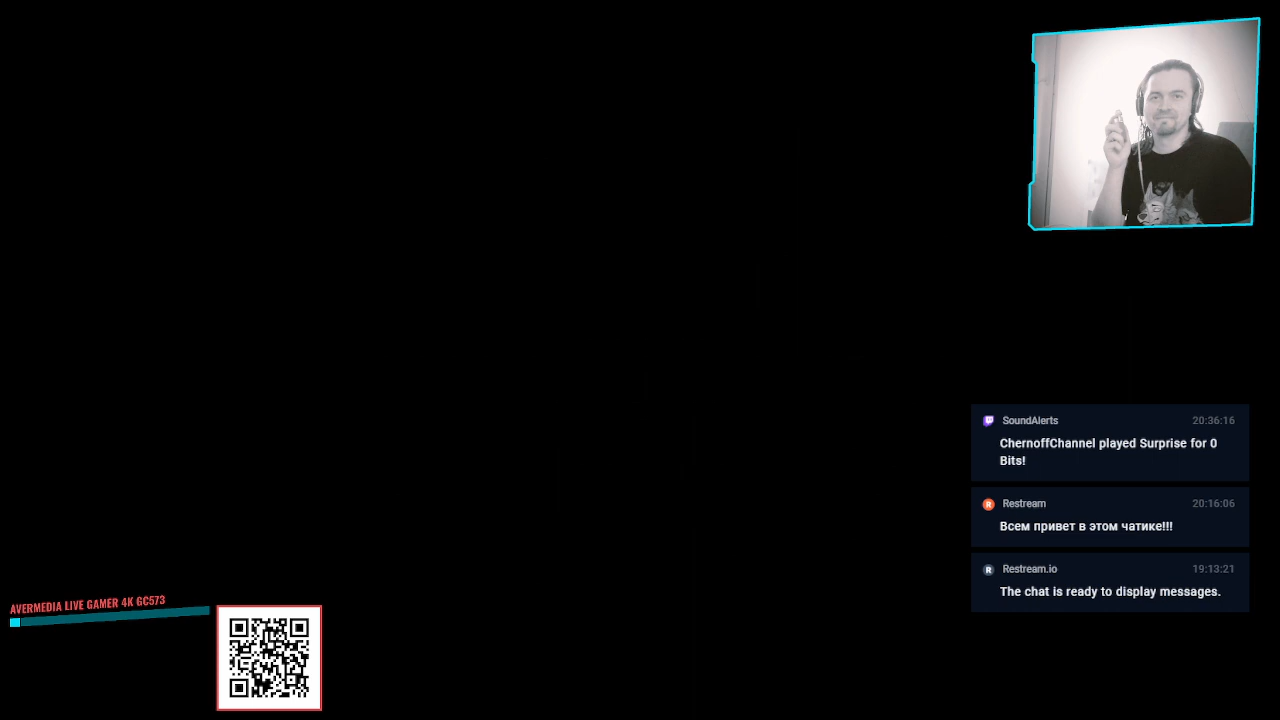 SoundAlerts 20:36:16
ChernoffChannel played Surprise for 0
Bits!
Restream 20:16:06
Всем привет в этом чатике!!!
Restream.io 19:13:21
The chat is ready to display messages.
AVERMEDIA LIVE GAMER 4K GC573